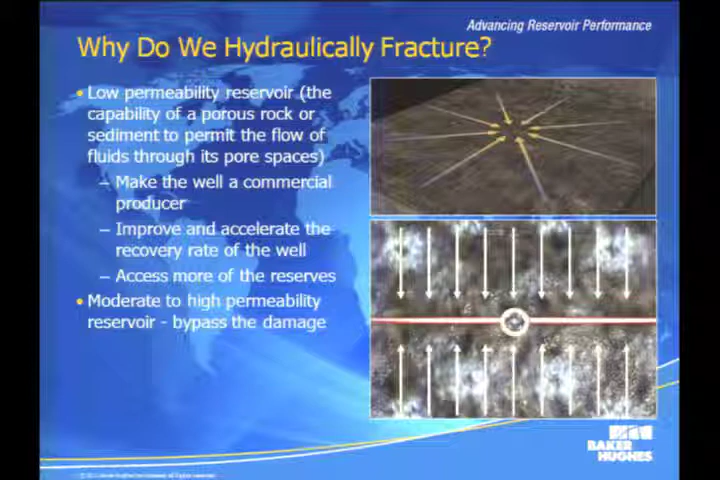 Advancing Reservoir Performance
Why Do We Hydraulically Fracture?
• Low permeability reservoir (the
capability of a porous rock or
sediment to permit the flow of
fluids through its pore spaces)
– Make the well a commercial
producer
– Improve and accelerate the
recovery rate of the well
– Access more of the reserves
• Moderate to high permeability
reservoir - bypass the damage
BAKER
HUGHES